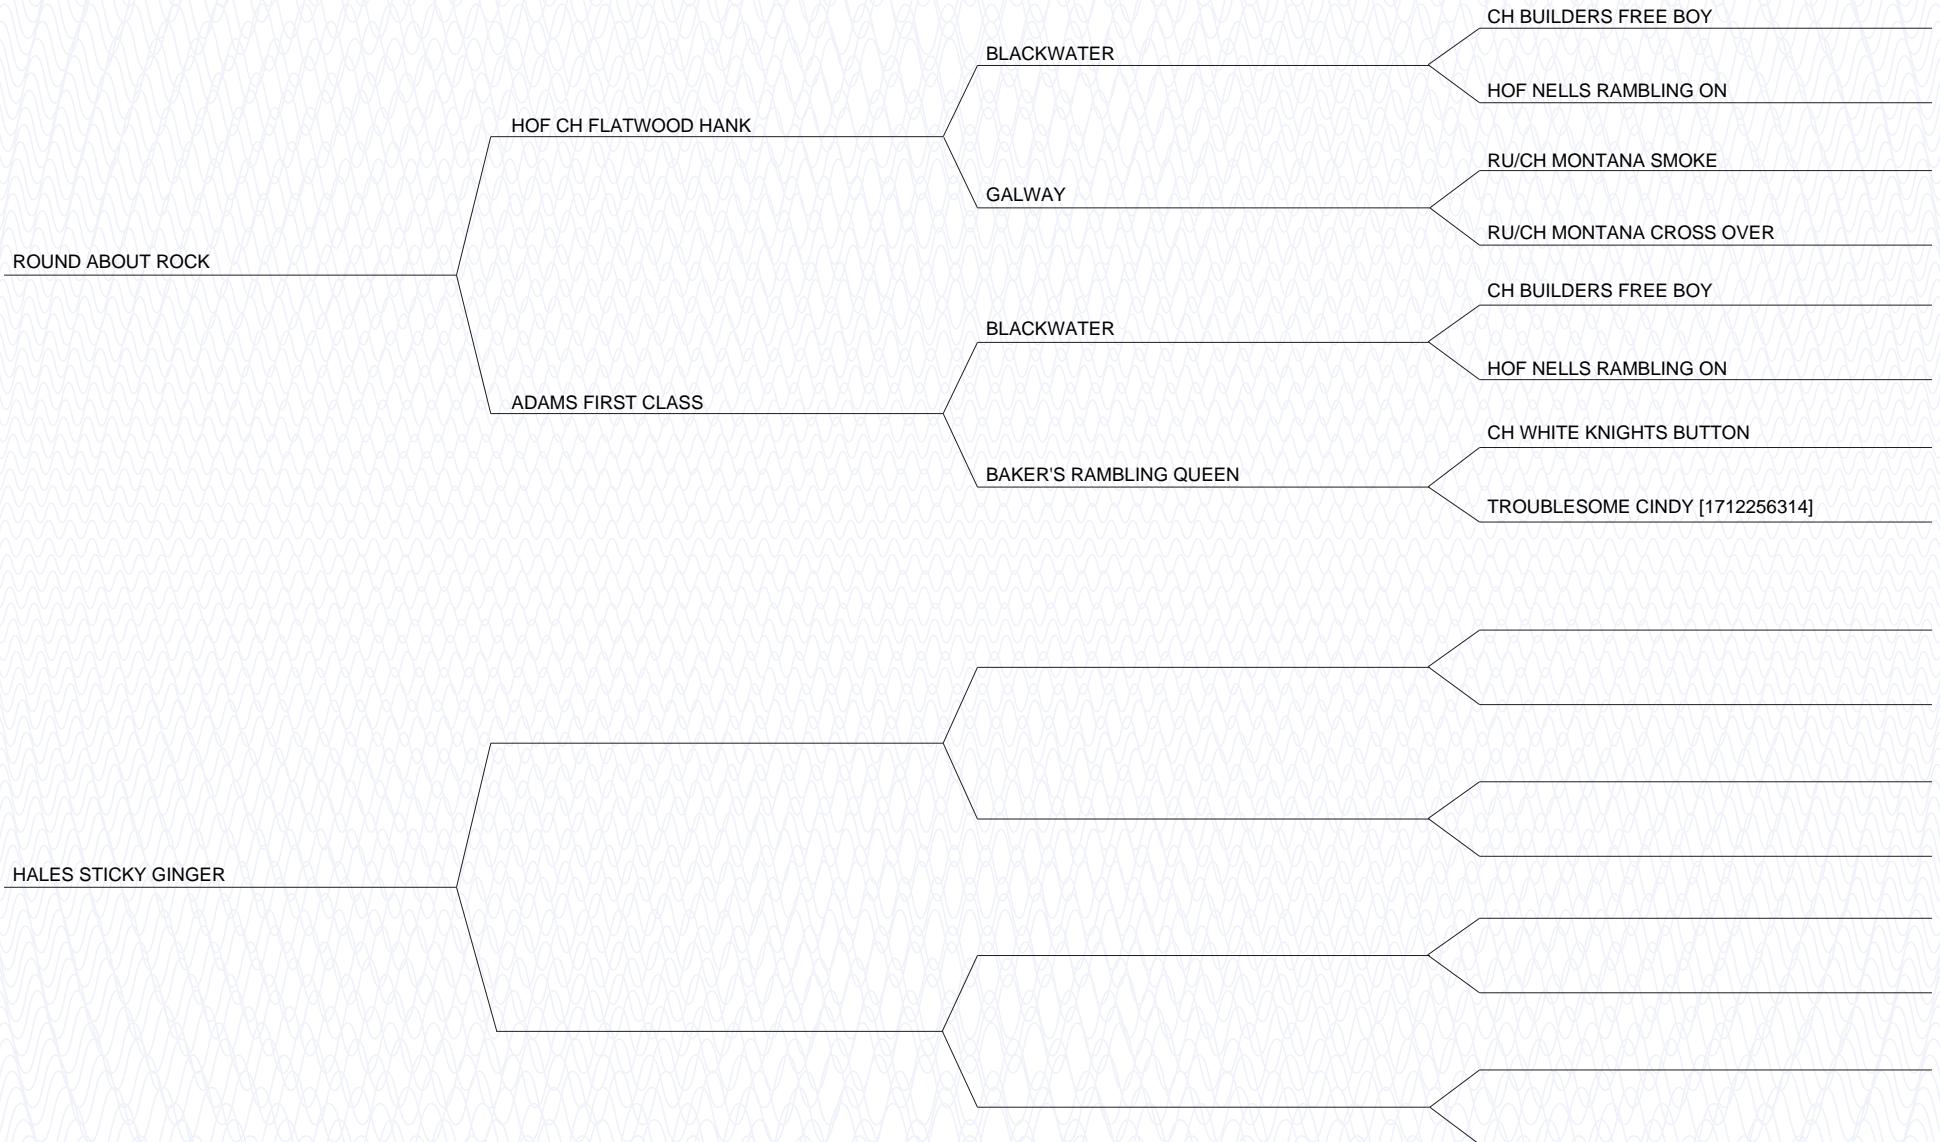 CH BUILDERS FREE BOY
BLACKWATER
HOF NELLS RAMBLING ON
HOF CH FLATWOOD HANK
RU/CH MONTANA SMOKE
GALWAY
RU/CH MONTANA CROSS OVER
ROUND ABOUT ROCK
CH BUILDERS FREE BOY
BLACKWATER
HOF NELLS RAMBLING ON
ADAMS FIRST CLASS
CH WHITE KNIGHTS BUTTON
BAKER'S RAMBLING QUEEN
TROUBLESOME CINDY [1712256314]
HALES STICKY GINGER